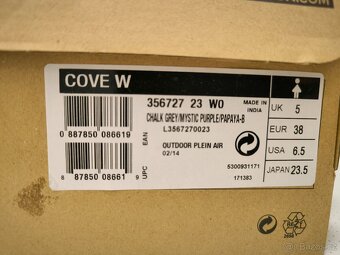 .COM
COVE W
356727 23 W0
MADE IN
INDIA
CHALK GREY/MYSTIC PURPLE/PAPAYA-B
L3567270023
0 887850 086619
EAN
OUTDOOR PLEIN AIR
02/14
8 87850 08661 9
UPC
5300931171
171383
UK 5
EUR 38
USA 6.5
JAPAN 23.5